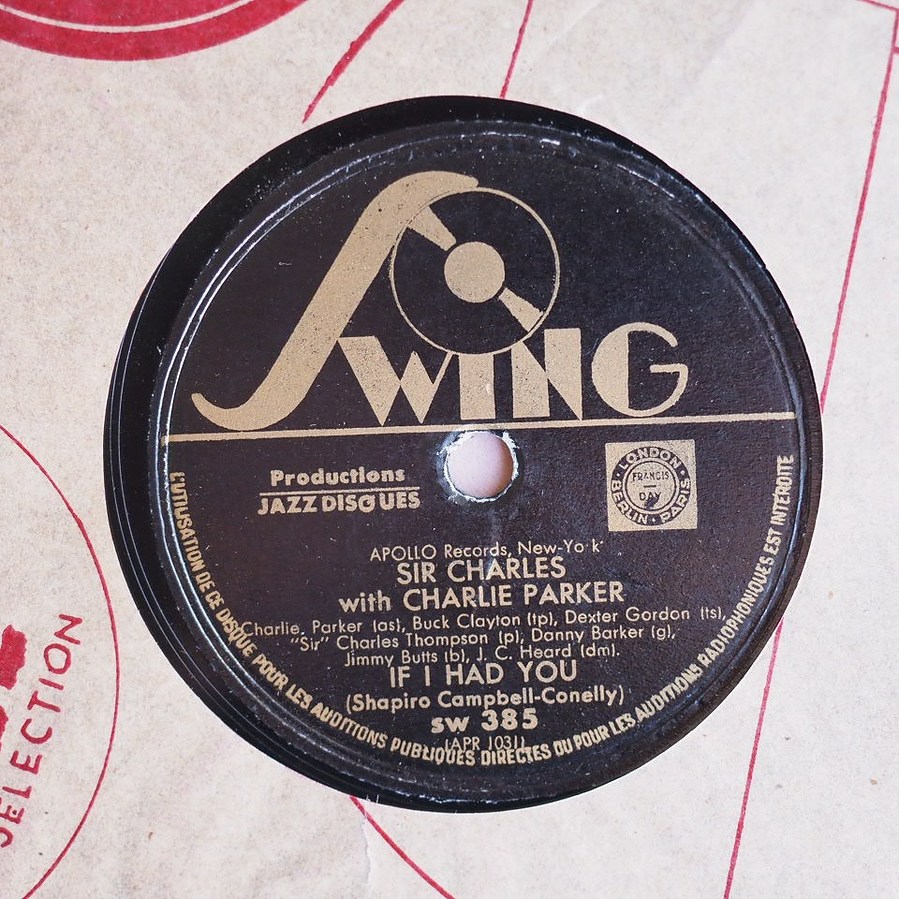 SWING
Productions
JAZZ DISQUES
LONDON
FRANCIS
DAY
BERLIN • PARIS
APOLLO Records, New-Yo k
SIR CHARLES
with CHARLIE PARKER
Charlie, Parker (as), Buck Clayton (tp), Dexter Gordon (ts),
"Sir" Charles Thompson (p), Danny Barker (g),
Jimmy Butts (b), J. C. Heard (dm).
IF I HAD YOU
(Shapiro Campbell-Conelly)
SW 385
(APR 1031)
L'UTILISATION DE CE DISQUE POUR LES AUDITIONS PUBLIQUES DIRECTES OU POUR LES AUDITIONS RADIOPHONIQUES EST INTERDITE
SELECTION